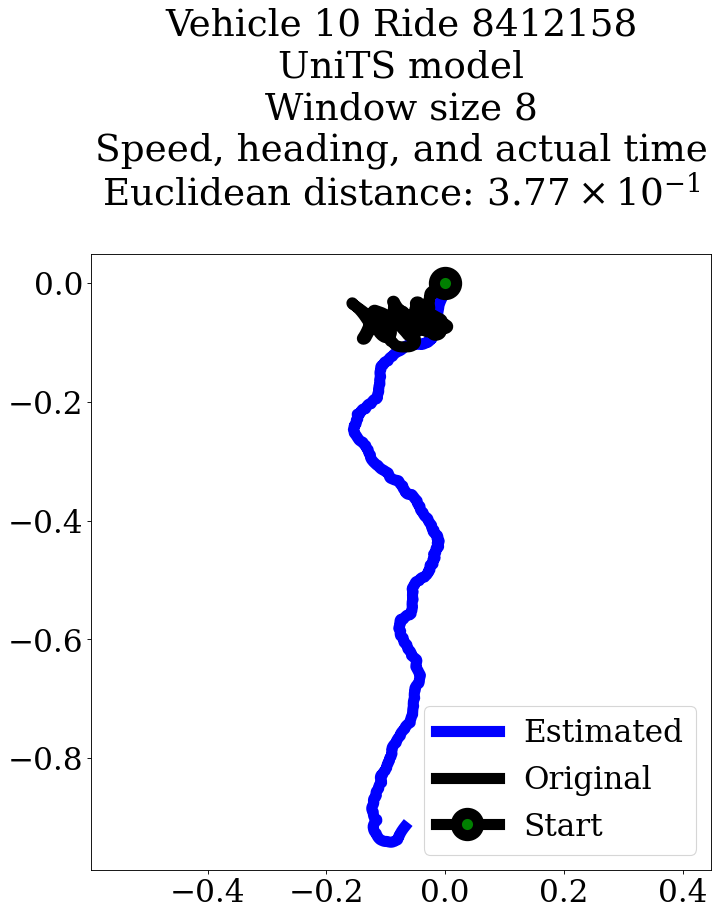 Vehicle 10 Ride 8412158
UniTS model
Window size 8
Speed, heading, and actual time
Euclidean distance: 3.77 × 10⁻¹
0.0
−0.2
−0.4
−0.6
−0.8
Estimated
Original
Start
−0.4 −0.2 0.0 0.2 0.4